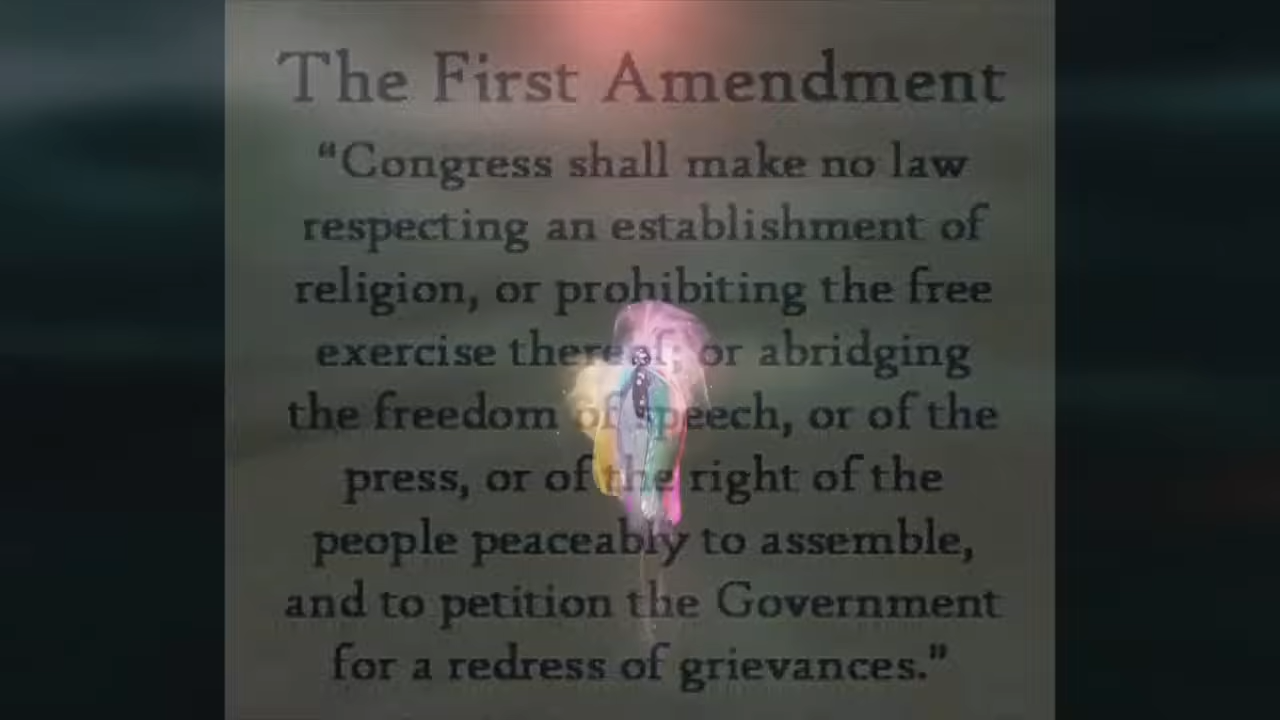 The First Amendment
“Congress shall make no law
respecting an establishment of
religion, or prohibiting the free
exercise thereof; or abridging
the freedom of speech, or of the
press, or of the right of the
people peaceably to assemble,
and to petition the Government
for a redress of grievances.”